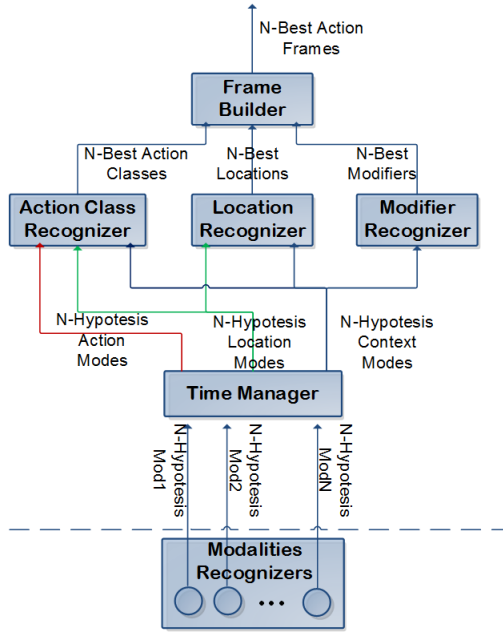 N-Best Action
Frames
Frame
Builder
N-Best Action
Classes
N-Best
Locations
N-Best
Modifiers
Action Class
Recognizer
Location
Recognizer
Modifier
Recognizer
N-Hypotesis
Action
Modes
N-Hypotesis
Location
Modes
N-Hypotesis
Context
Modes
Time Manager
N-Hypotesis
Mod1
N-Hypotesis
Mod2
N-Hypotesis
ModN
Modalities
Recognizers
...